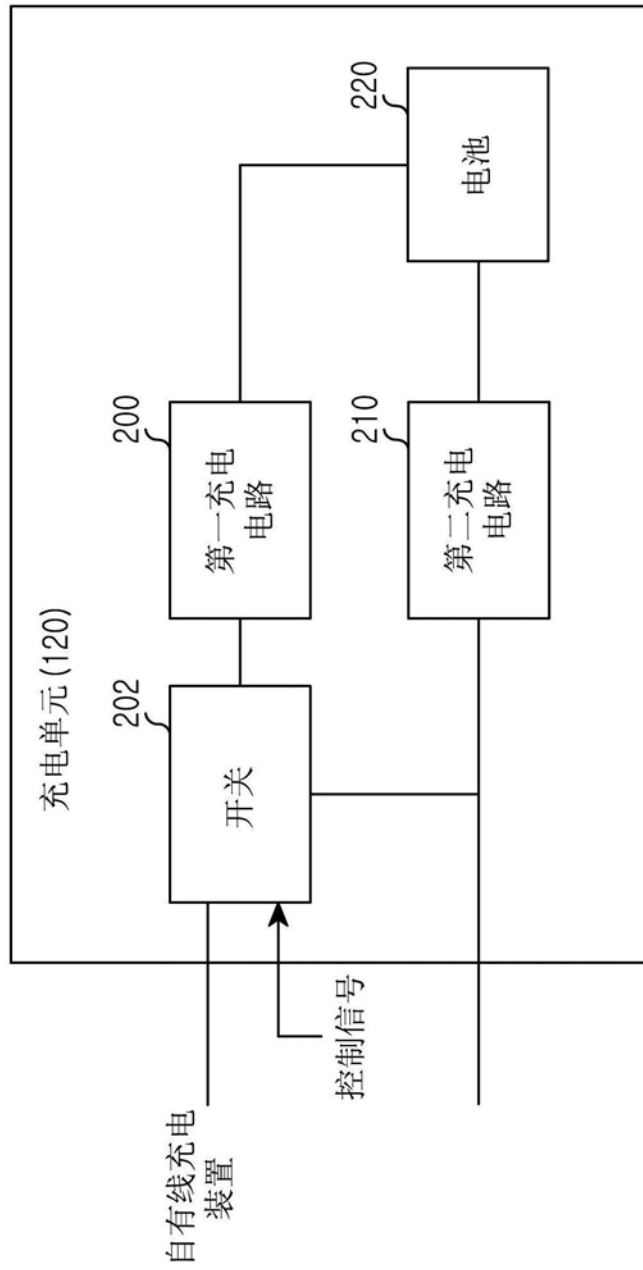 充电单元 (120)
202
开关
200
第一充电
电路
220
电池
210
第二充电
电路
自有线充电
装置
控制信号